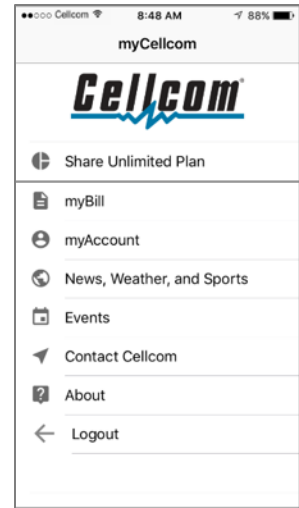 Cellcom 8:48 AM 88%
myCellcom
Cellcom
Share Unlimited Plan
myBill
myAccount
News, Weather, and Sports
Events
Contact Cellcom
About
Logout